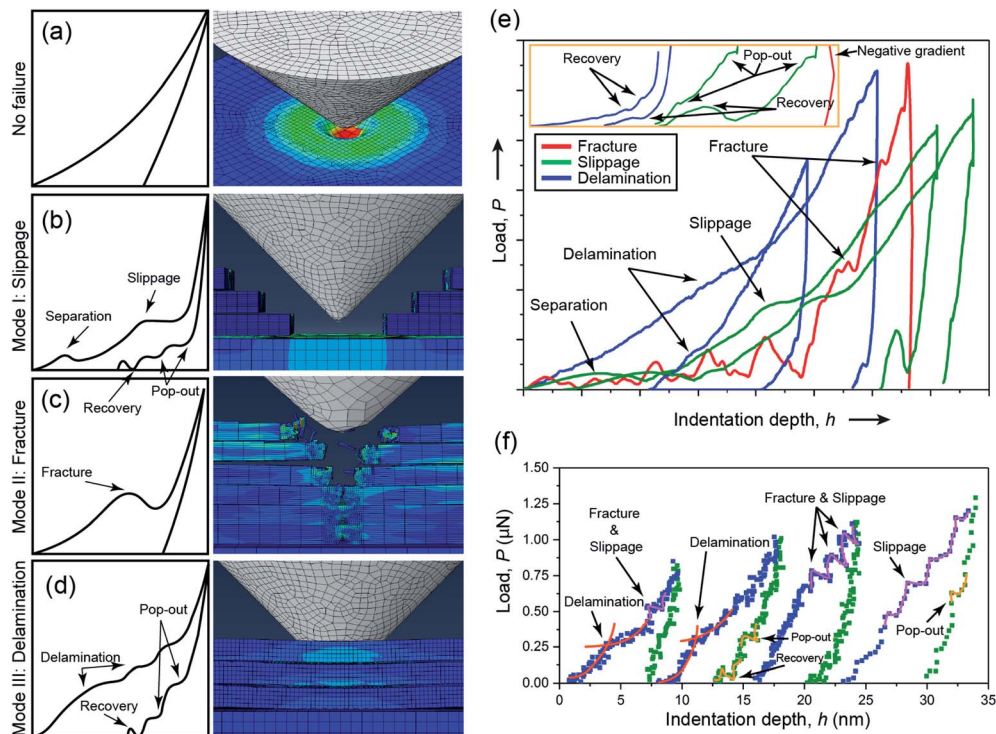 (a)
No failure
(b)
Mode I: Slippage
Slippage
Separation
Pop-out
Recovery
(c)
Mode II: Fracture
Fracture
(d)
Mode III: Delamination
Pop-out
Delamination
Recovery
(e)
Negative gradient
Pop-out
Recovery
Recovery
Fracture
Slippage
Delamination
Fracture
Slippage
Delamination
Separation
Load, P
Indentation depth, h
(f)
1.50
1.25
1.00
0.75
0.50
0.25
0.00
Load, P (µN)
Fracture & Slippage
Fracture
&
Slippage
Delamination
Slippage
Delamination
Pop-out
Pop-out
Recovery
0 5 10 15 20 25 30 35
Indentation depth, h (nm)